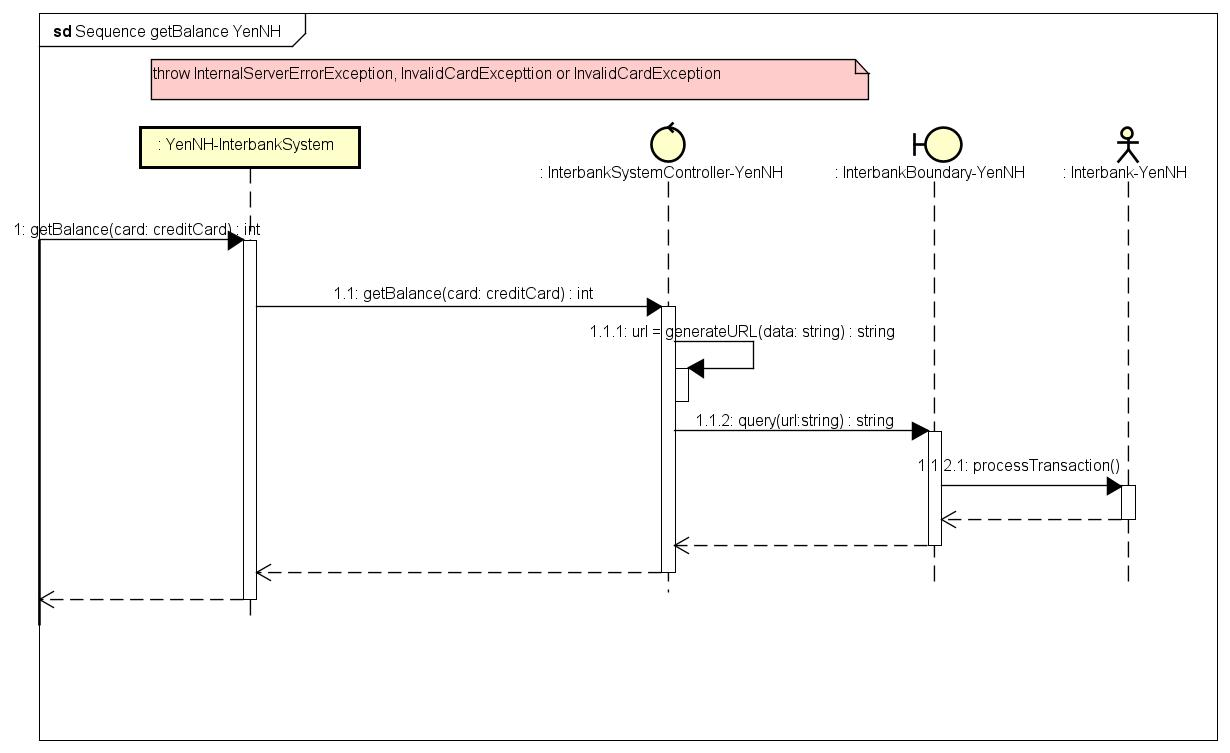 sd Sequence getBalance YenNH
throw InternalServerErrorException, InvalidCardExcepttion or InvalidCardException
: YenNH-InterbankSystem
: InterbankSystemController-YenNH
: InterbankBoundary-YenNH
: Interbank-YenNH
1: getBalance(card: creditCard) : int
1.1: getBalance(card: creditCard) : int
1.1.1: url = generateURL(data: string) : string
1.1.2: query(url:string) : string
1.1.2.1: processTransaction()